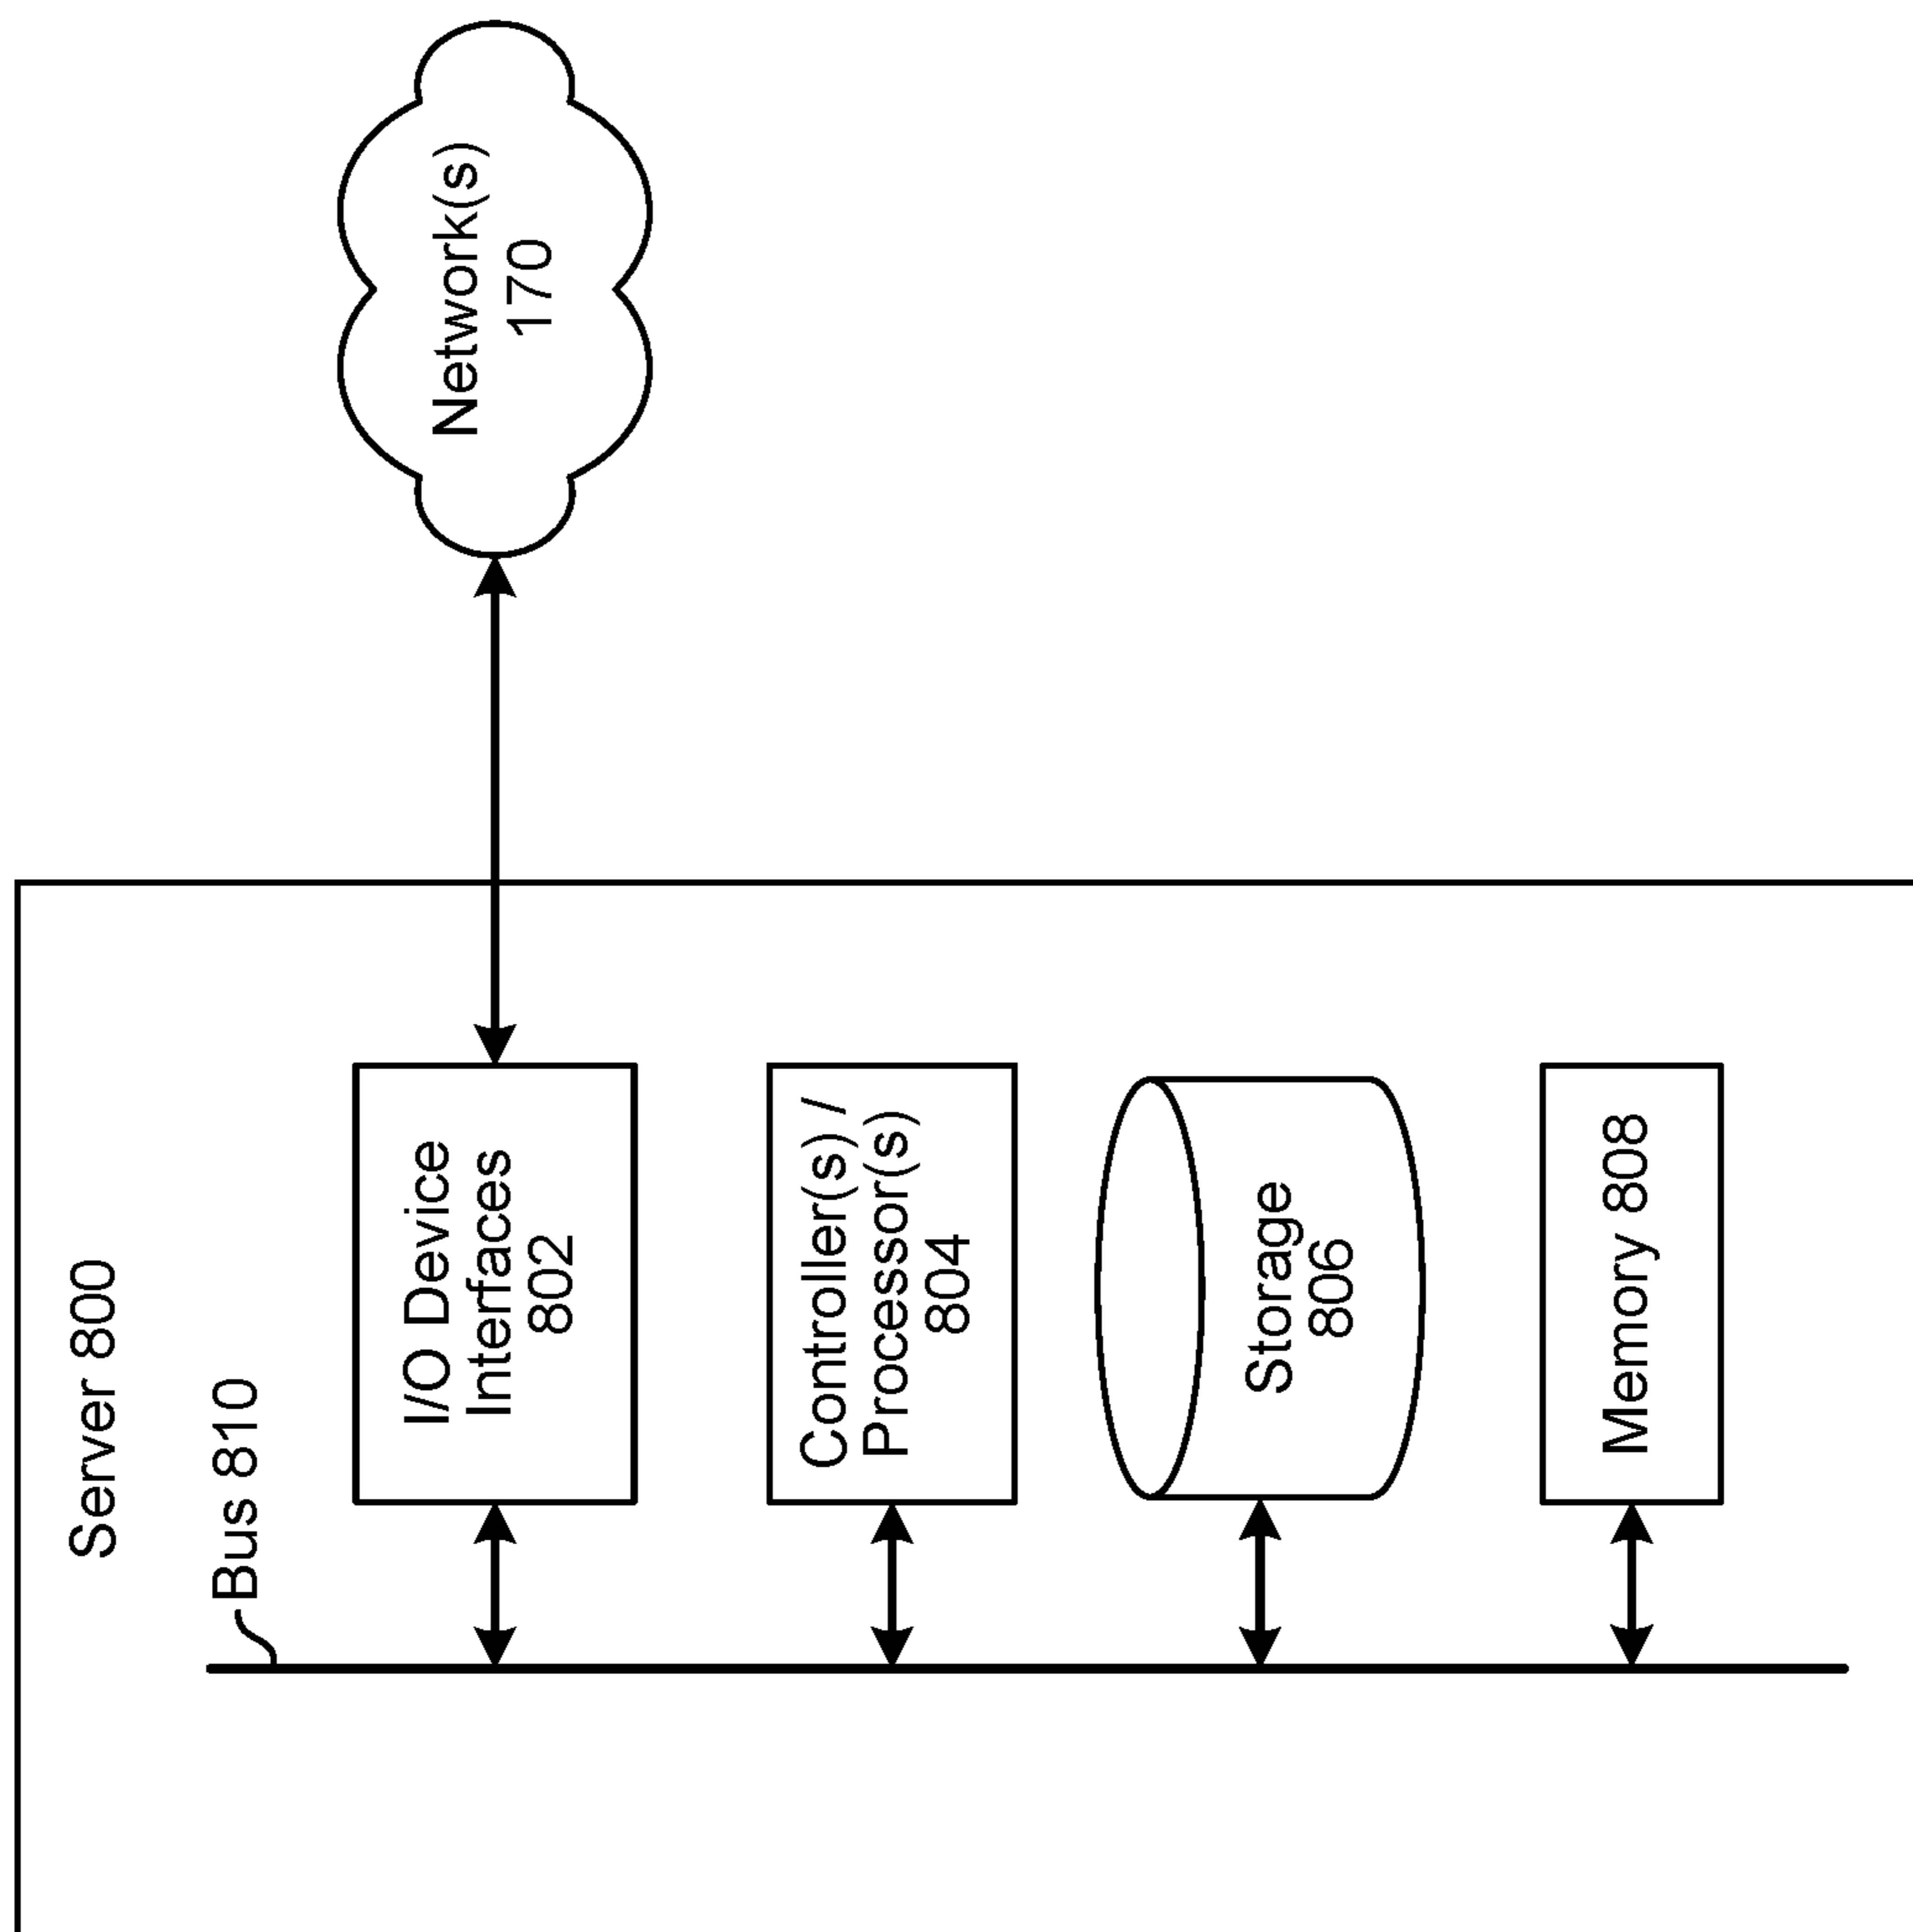 Server 800
Bus 810
I/O Device
Interfaces
802
Network(s)
170
Controller(s) /
Processor(s)
804
Storage
806
Memory 808